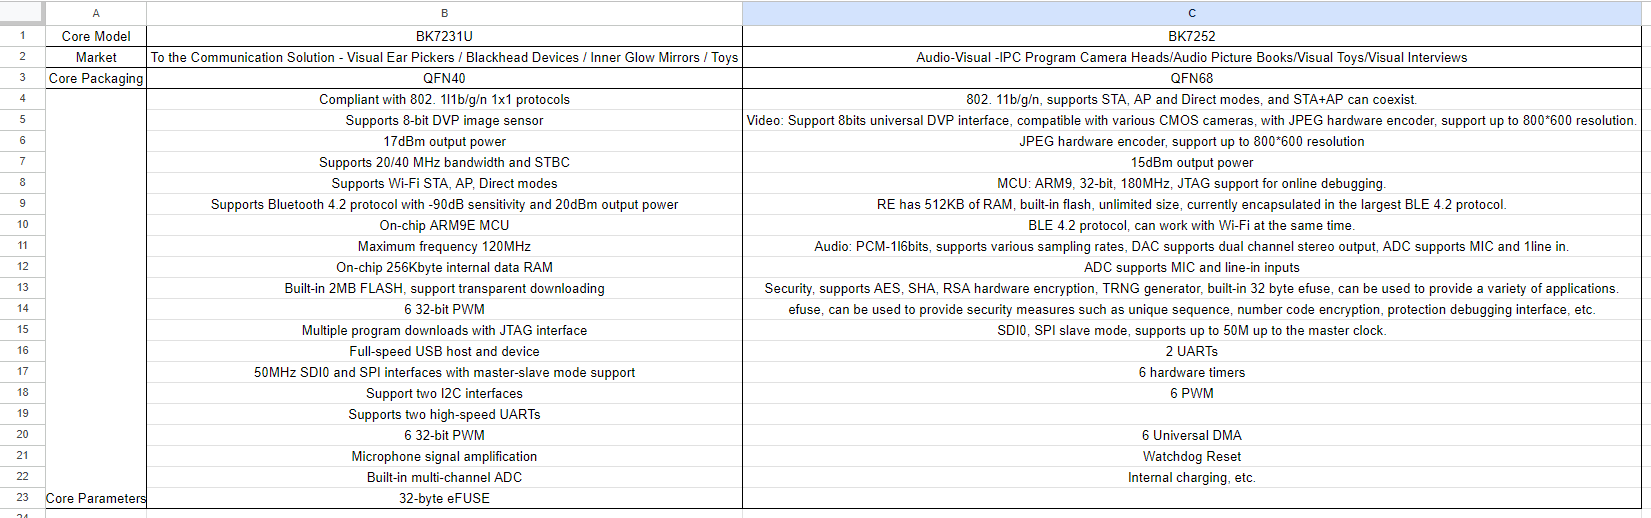 A B C
1 Core Model BK7231U BK7252
2 Market To the Communication Solution - Visual Ear Pickers / Blackhead Devices / Inner Glow Mirrors / Toys Audio-Visual -IPC Program Camera Heads/Audio Picture Books/Visual Toys/Visual Interviews
3 Core Packaging QFN40 QFN68
4 Compliant with 802. 1l1b/g/n 1x1 protocols 802. 11b/g/n, supports STA, AP and Direct modes, and STA+AP can coexist.
5 Supports 8-bit DVP image sensor Video: Support 8bits universal DVP interface, compatible with various CMOS cameras, with JPEG hardware encoder, support up to 800*600 resolution.
6 17dBm output power JPEG hardware encoder, support up to 800*600 resolution
7 Supports 20/40 MHz bandwidth and STBC 15dBm output power
8 Supports Wi-Fi STA, AP, Direct modes MCU: ARM9, 32-bit, 180MHz, JTAG support for online debugging.
9 Supports Bluetooth 4.2 protocol with -90dB sensitivity and 20dBm output power RE has 512KB of RAM, built-in flash, unlimited size, currently encapsulated in the largest BLE 4.2 protocol.
10 On-chip ARM9E MCU BLE 4.2 protocol, can work with Wi-Fi at the same time.
11 Maximum frequency 120MHz Audio: PCM-1l6bits, supports various sampling rates, DAC supports dual channel stereo output, ADC supports MIC and 1line in.
12 On-chip 256Kbyte internal data RAM ADC supports MIC and line-in inputs
13 Built-in 2MB FLASH, support transparent downloading Security, supports AES, SHA, RSA hardware encryption, TRNG generator, built-in 32 byte efuse, can be used to provide a variety of applications.
14 6 32-bit PWM efuse, can be used to provide security measures such as unique sequence, number code encryption, protection debugging interface, etc.
15 Multiple program downloads with JTAG interface SDI0, SPI slave mode, supports up to 50M up to the master clock.
16 Full-speed USB host and device 2 UARTs
17 50MHz SDI0 and SPI interfaces with master-slave mode support 6 hardware timers
18 Support two I2C interfaces 6 PWM
19 Supports two high-speed UARTs
20 6 32-bit PWM 6 Universal DMA
21 Microphone signal amplification Watchdog Reset
22 Built-in multi-channel ADC Internal charging, etc.
23 Core Parameters 32-byte eFUSE
24